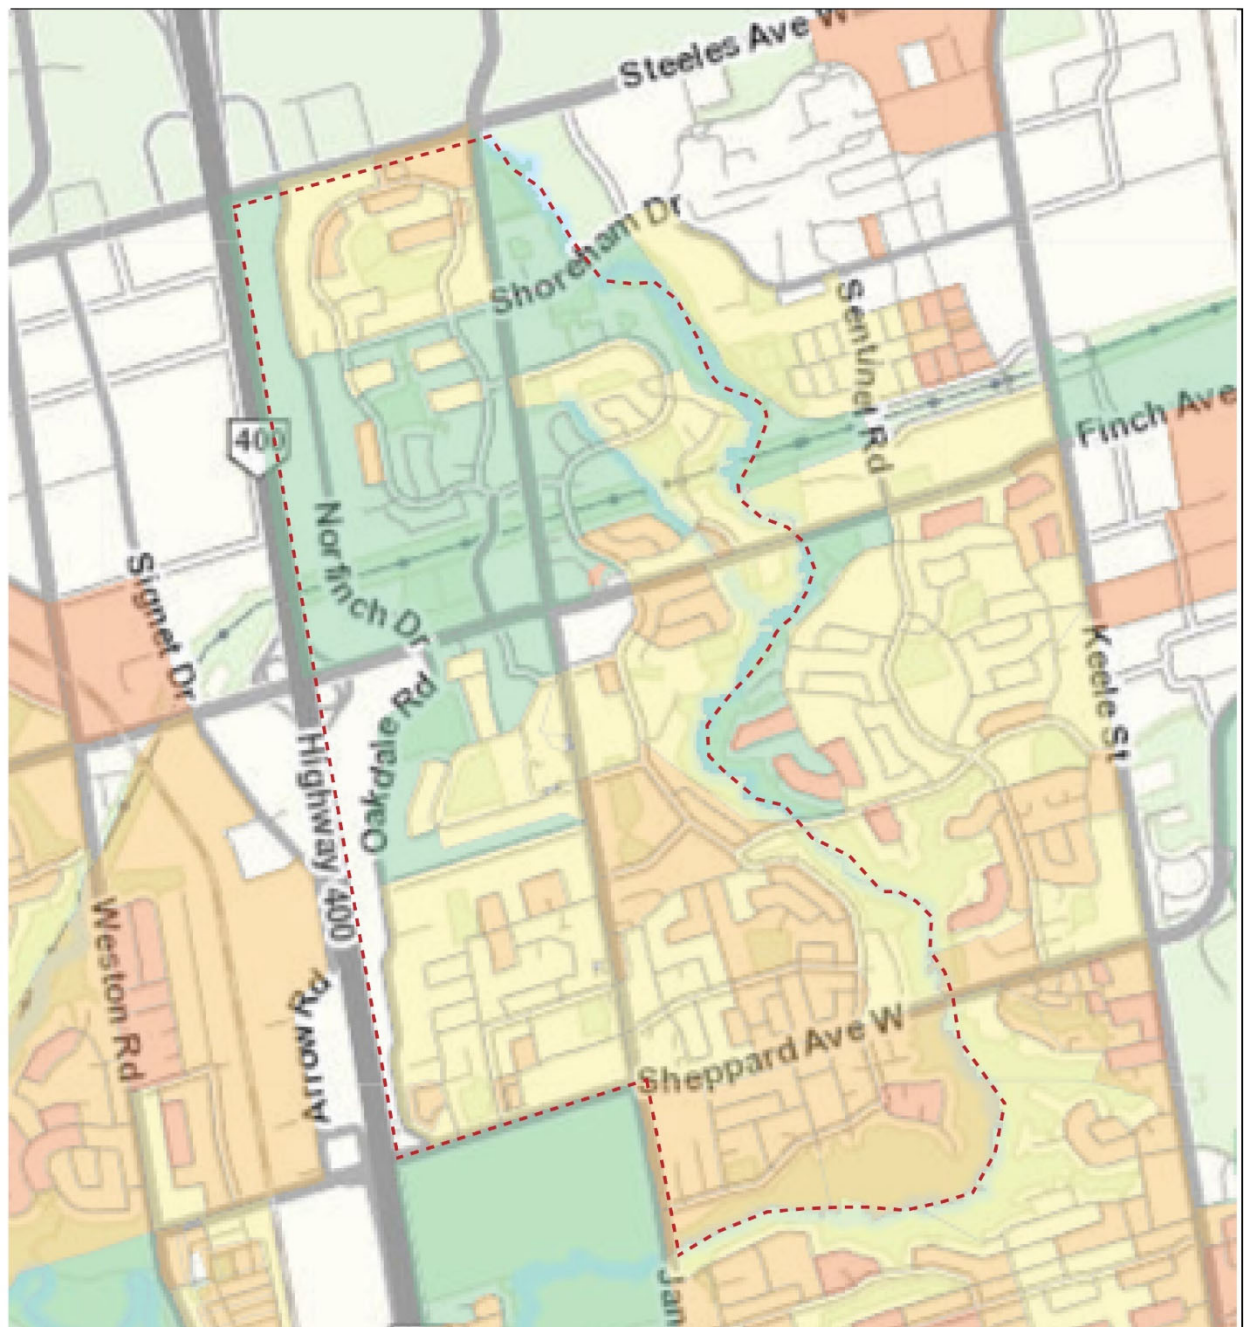 Steeles Ave W
Shoreham Dr
Sentinel Rd
400
Finch Ave
Norfinch Dr
Signet Dr
Oakdale Rd
Keele St
Highway 400
Weston Rd
Arrow Rd
Sheppard Ave W
Jan